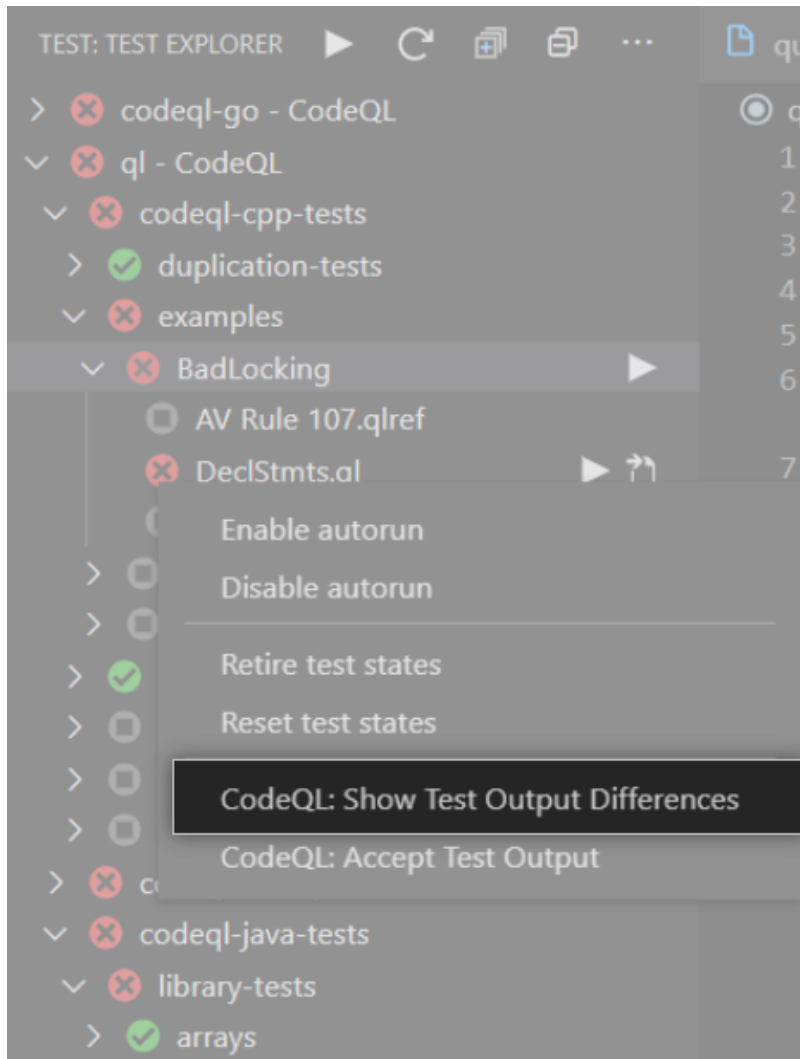 TEST: TEST EXPLORER
qu
codeql-go - CodeQL
q
ql - CodeQL
1
codeql-cpp-tests
2
duplication-tests
3
examples
4
5
BadLocking
6
AV Rule 107.qlref
DeclStmts.ql
7
Enable autorun
Disable autorun
Retire test states
Reset test states
CodeQL: Show Test Output Differences
CodeQL: Accept Test Output
c
codeql-java-tests
library-tests
arrays